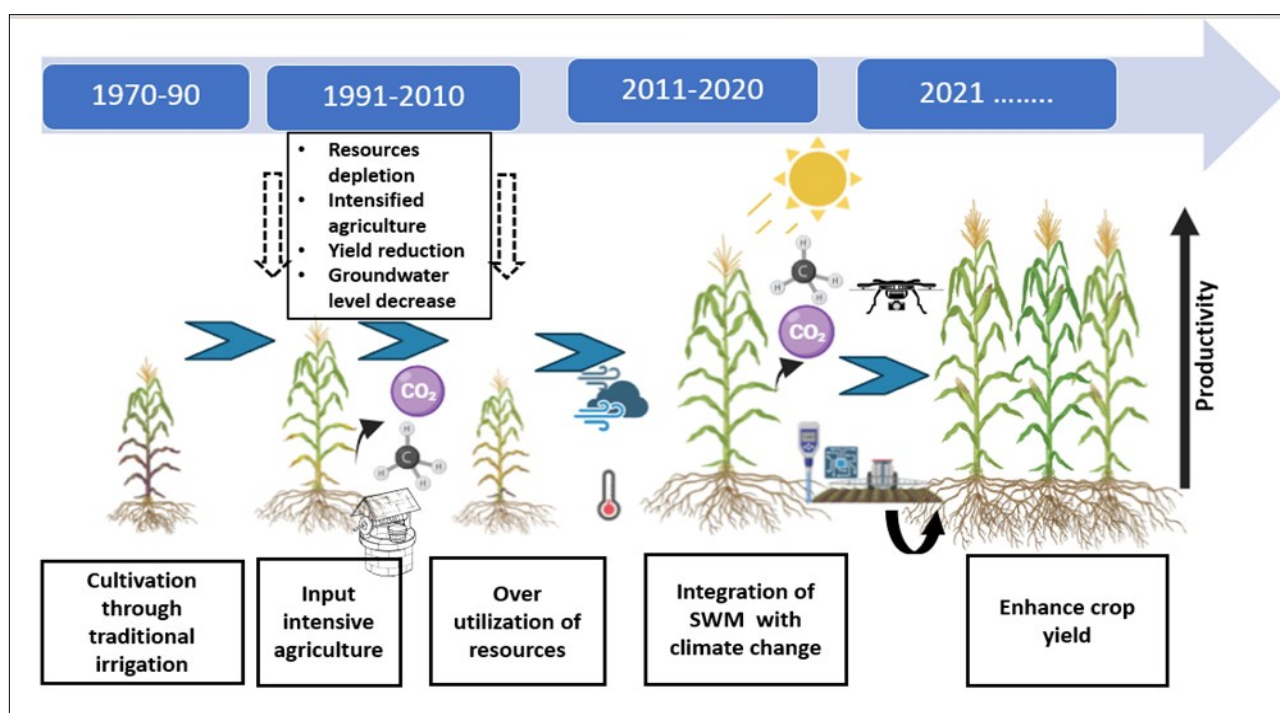 1970-90
1991-2010
2011-2020
2021 ........
• Resources
depletion
• Intensified
agriculture
• Yield reduction
• Groundwater
level decrease
CO₂
H
H
C
H
H
H
C
H
H
H
CO₂
Productivity
Cultivation
through
traditional
irrigation
Input
intensive
agriculture
Over
utilization of
resources
Integration of
SWM with
climate change
Enhance crop
yield